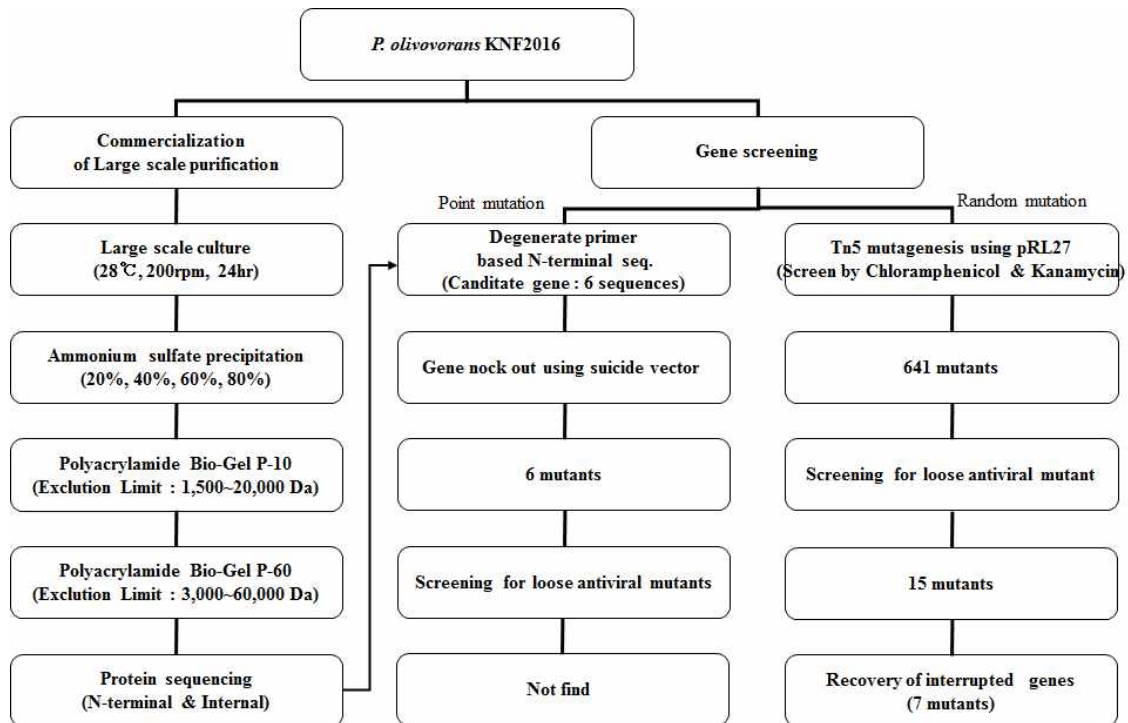 P. olivovorans KNF2016
Commercialization
of Large scale purification
Large scale culture
(28℃, 200rpm, 24hr)
Ammonium sulfate precipitation
(20%, 40%, 60%, 80%)
Polyacrylamide Bio-Gel P-10
(Exclution Limit : 1,500~20,000 Da)
Polyacrylamide Bio-Gel P-60
(Exclution Limit : 3,000~60,000 Da)
Protein sequencing
(N-terminal & Internal)
Gene screening
Point mutation
Degenerate primer
based N-terminal seq.
(Canditate gene : 6 sequences)
Gene nock out using suicide vector
6 mutants
Screening for loose antiviral mutants
Not find
Random mutation
Tn5 mutagenesis using pRL27
(Screen by Chloramphenicol & Kanamycin)
641 mutants
Screening for loose antiviral mutant
15 mutants
Recovery of interrupted genes
(7 mutants)